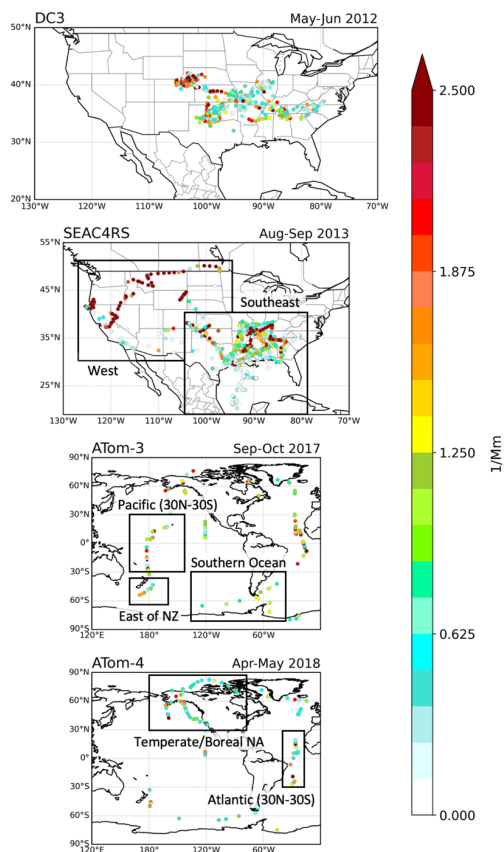 DC3 May-Jun 2012
50°N
40°N
30°N
20°N
130°W 120°W 110°W 100°W 90°W 80°W 70°W
SEAC4RS Aug-Sep 2013
55°N
45°N
35°N
25°N
Southeast
West
130°W 120°W 110°W 100°W 90°W 80°W 70°W
ATom-3 Sep-Oct 2017
90°N
60°N
30°N
0°
30°S
60°S
90°S
Pacific (30N-30S)
Southern Ocean
East of NZ
120°E 180°W 120°W 60°W
ATom-4 Apr-May 2018
90°N
60°N
30°N
0°
30°S
60°S
90°S
Temperate/Boreal NA
Atlantic (30N-30S)
120°E 180°W 120°W 60°W
2.500
1.875
1.250
0.625
0.000
1/Mm